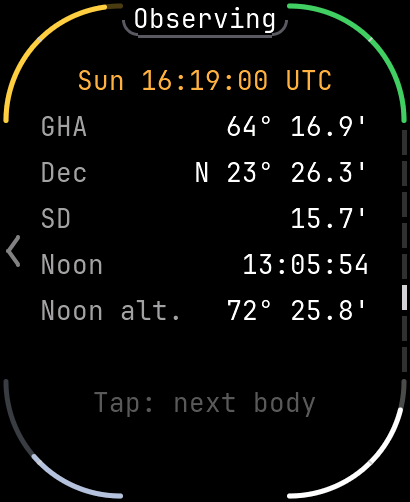 Observing
Sun 16:19:00 UTC
GHA 64° 16.9'
Dec N 23° 26.3'
SD 15.7'
Noon 13:05:54
Noon alt. 72° 25.8'
Tap: next body